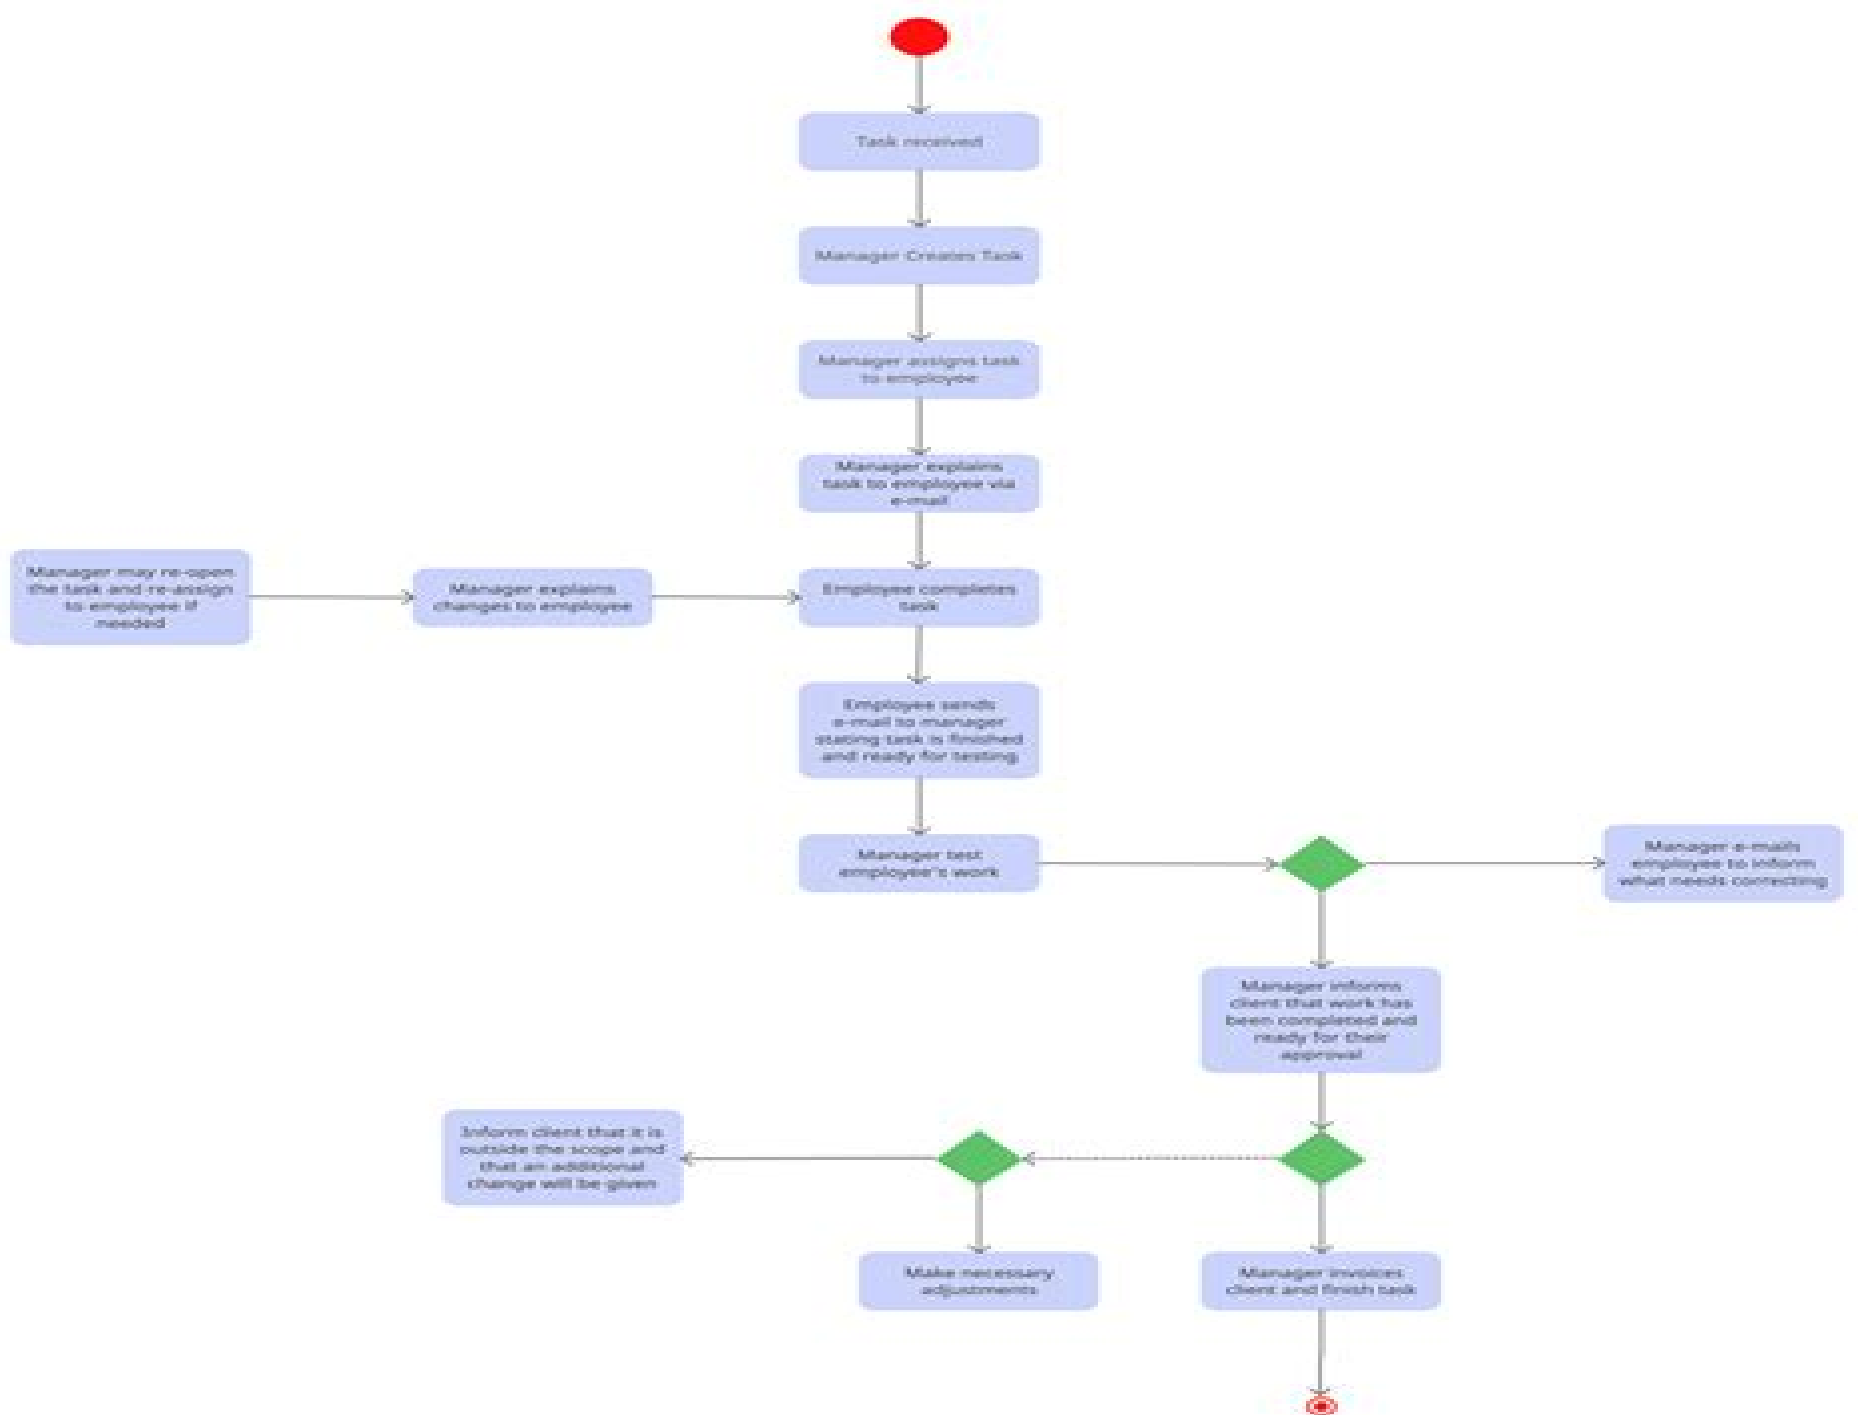 Task received
Manager Creates Task
Manager assigns task
to employee
Manager explains
task to employee via
e-mail
Manager may re-open
the task and re-assign
to employee if
needed
Manager explains
changes to employee
Employee completes
task
Employee sends
e-mail to manager
stating task is finished
and ready for testing
Manager test
employee's work
Manager e-mails
employee to inform
what needs correcting
Manager informs
client that work has
been completed and
ready for their
approval
Inform client that it is
outside the scope and
that an additional
change will be given
Make necessary
adjustments
Manager invoices
client and finish task